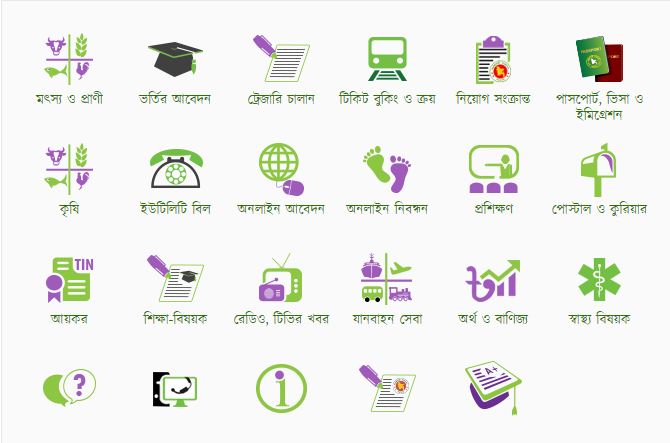 মৎস্য ও প্রাণী
ভর্তির আবেদন
ট্রেজারি চালান
টিকিট বুকিং ও ক্রয়
নিয়োগ সংক্রান্ত
PASSPORT
পাসপোর্ট, ভিসা ও
ইমিগ্রেশন
কৃষি
ইউটিলিটি বিল
অনলাইন আবেদন
অনলাইন নিবন্ধন
প্রশিক্ষণ
পোস্টাল ও কুরিয়ার
TIN
আয়কর
শিক্ষা-বিষয়ক
রেডিও, টিভির খবর
যানবাহন সেবা
অর্থ ও বাণিজ্য
স্বাস্থ্য বিষয়ক
?
i
A+